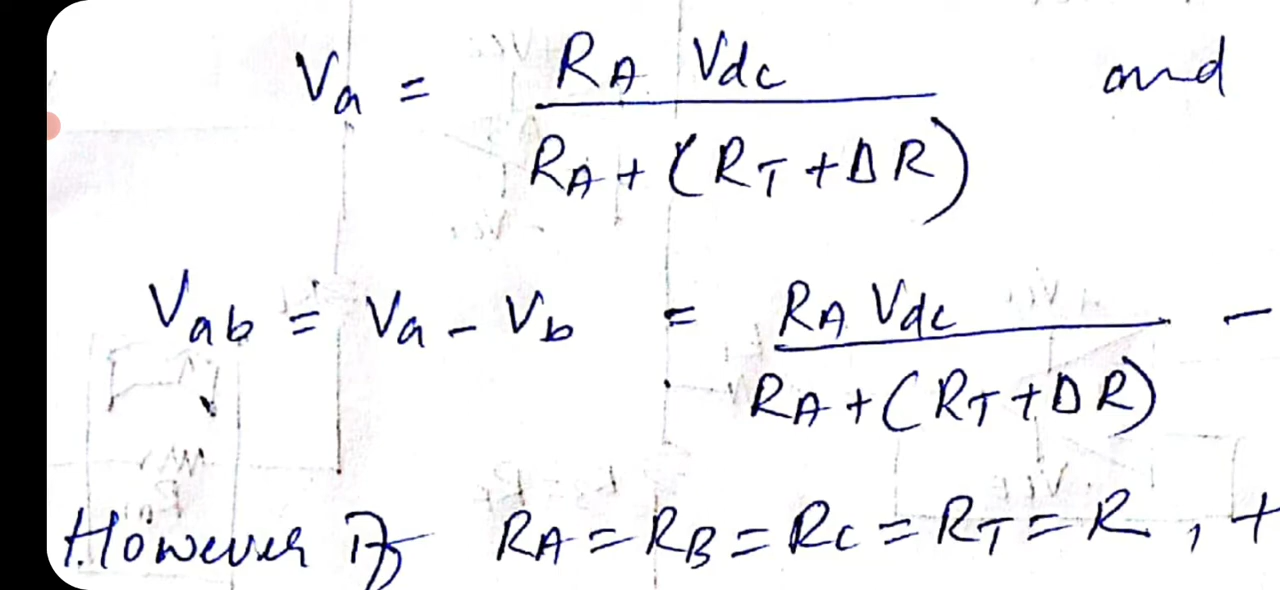 Va = RA Vdc / RA + (RT + ΔR) and
Vab = Va - Vb = RA Vdc / RA + (RT + ΔR) -
However If RA = RB = RC = RT = R ,